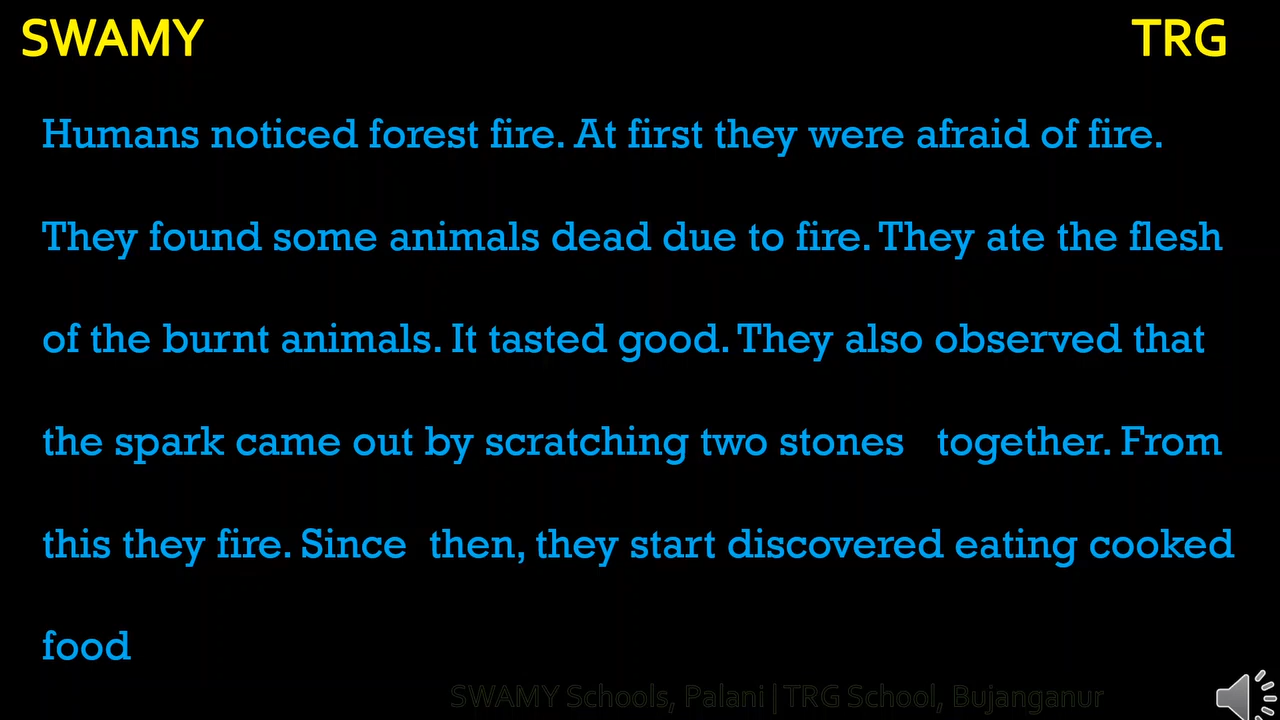 SWAMY TRG
Humans noticed forest fire. At first they were afraid of fire.
They found some animals dead due to fire. They ate the flesh
of the burnt animals. It tasted good. They also observed that
the spark came out by scratching two stones together. From
this they fire. Since then, they start discovered eating cooked
food
SWAMY Schools, Palani | TRG School, Bujanganur